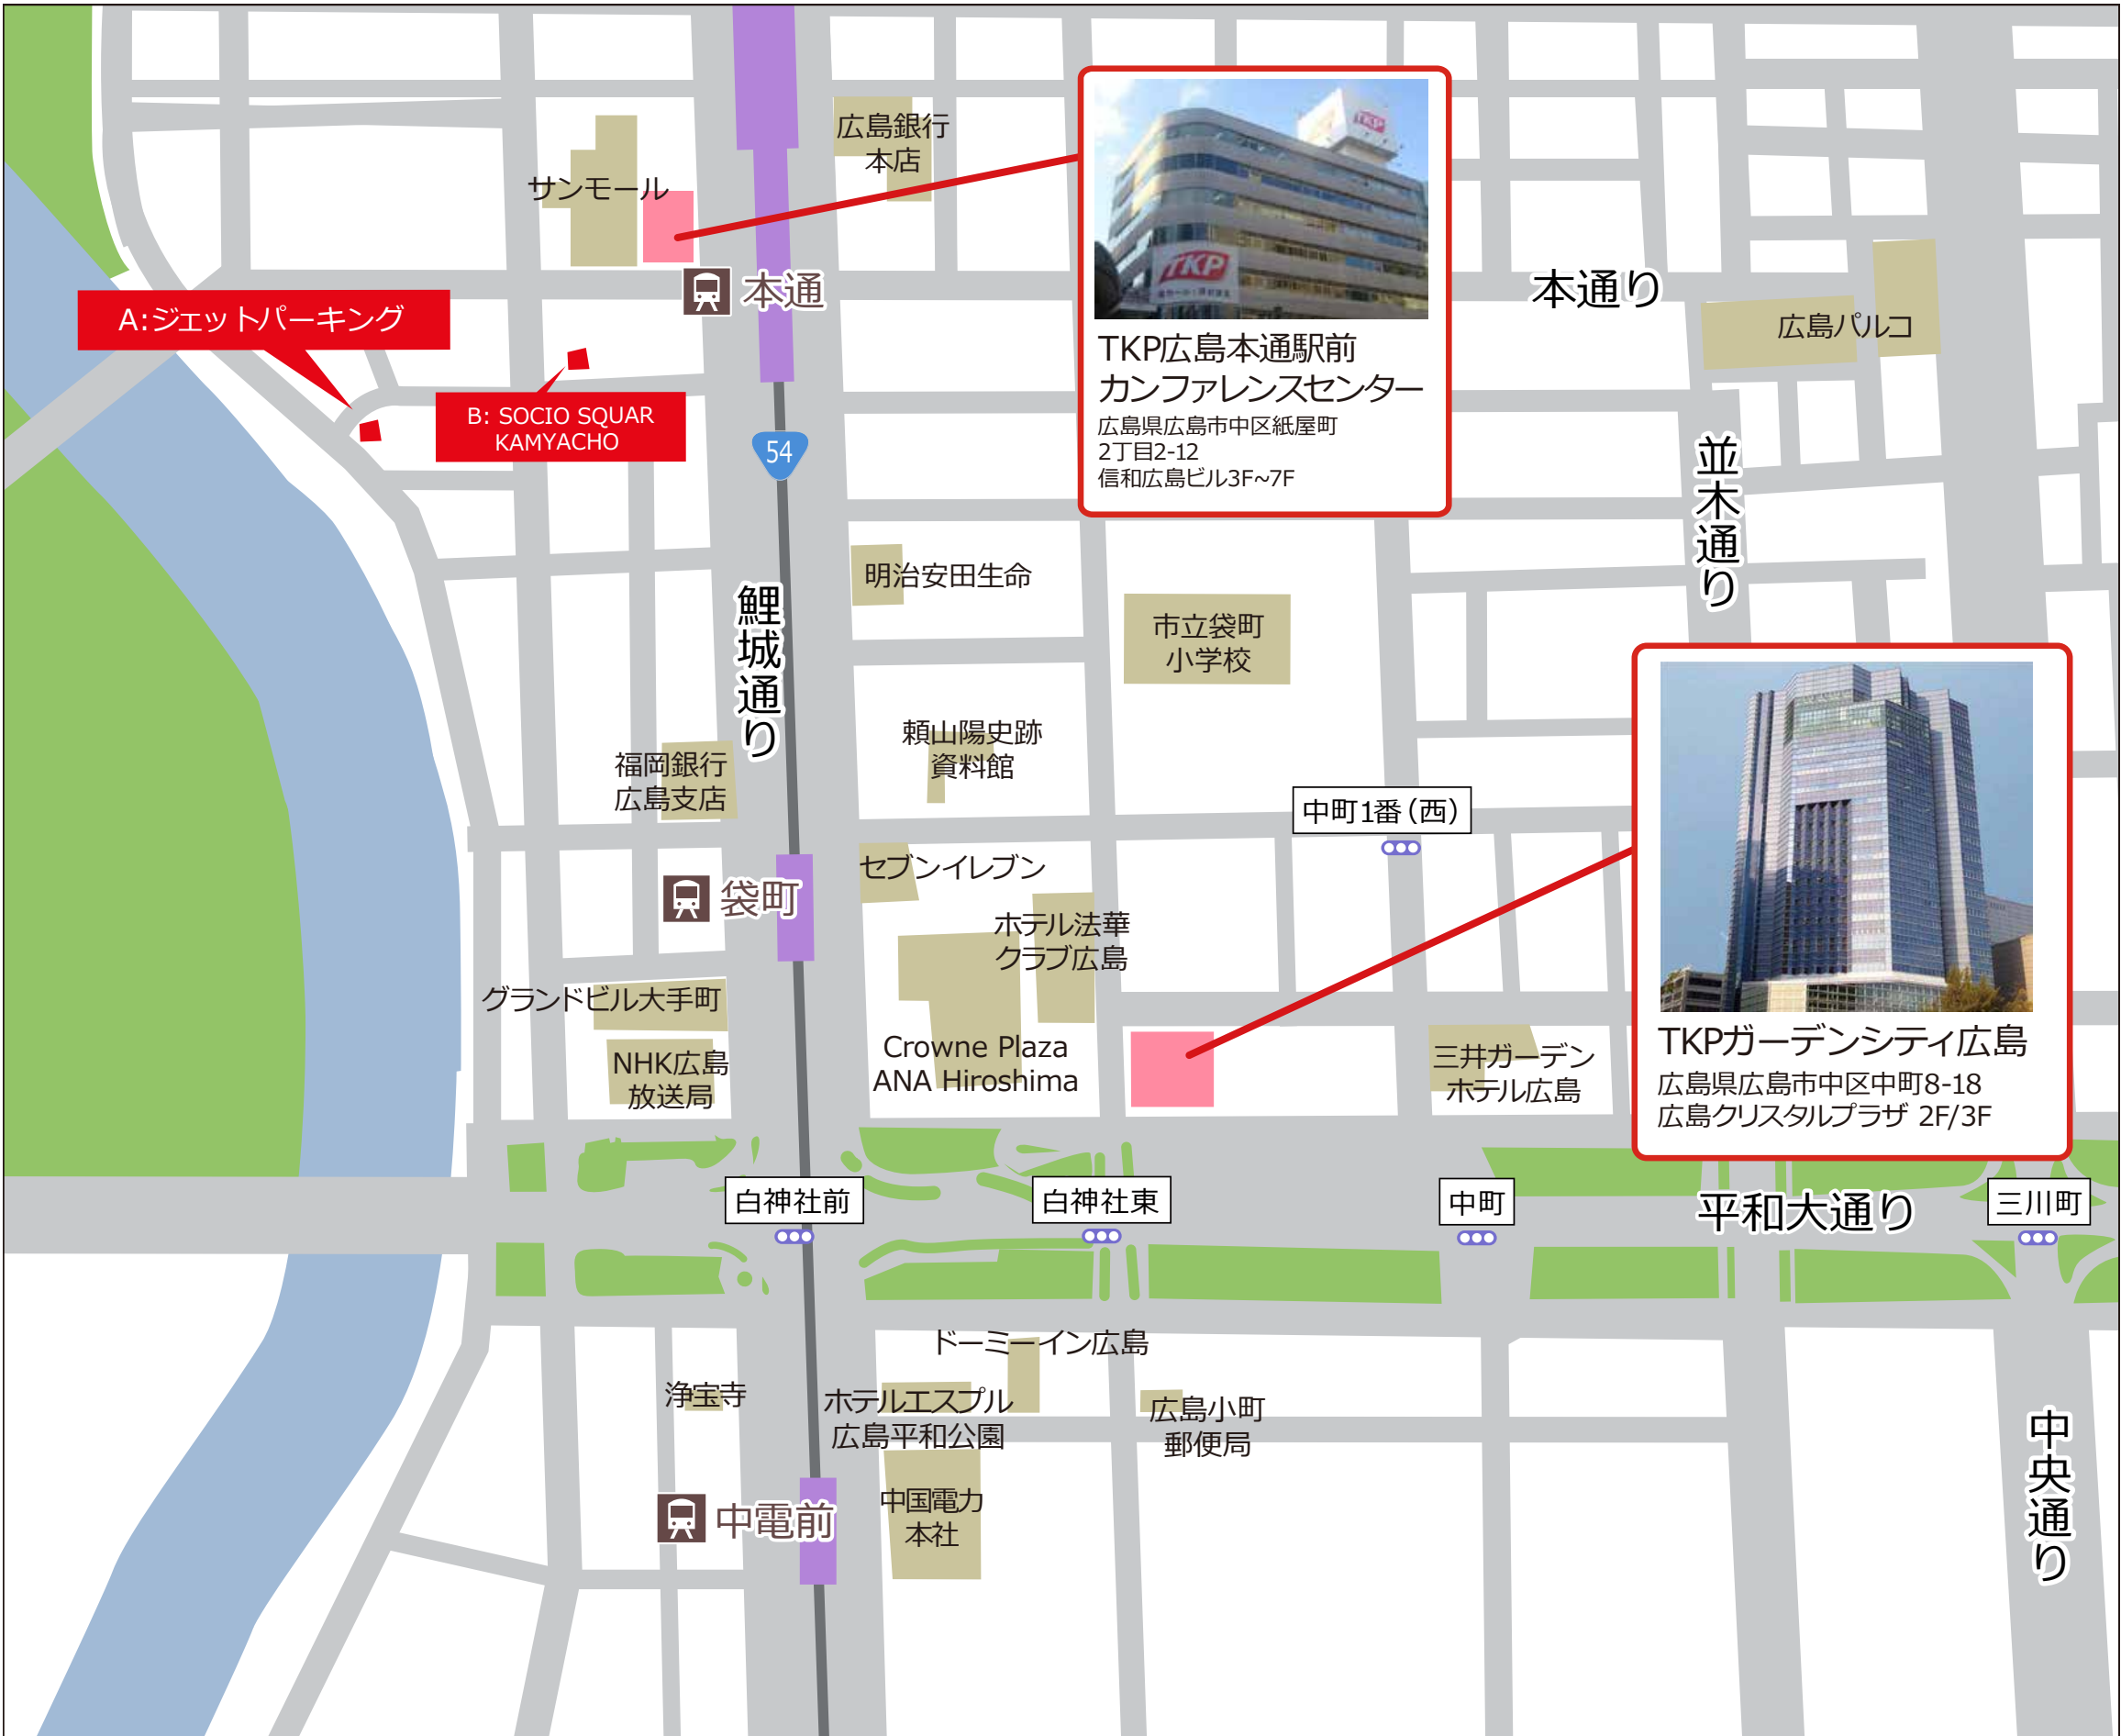 広島銀行
本店
サンモール
本通
A:ジェットパーキング
B: SOCIO SQUAR
KAMYACHO
54
TKP
TKP
TKP広島本通駅前
カンファレンスセンター
広島県広島市中区紙屋町
2丁目2-12
信和広島ビル3F~7F
本通り
広島パルコ
並木通り
明治安田生命
鯉城通り
市立袋町
小学校
頼山陽史跡
資料館
福岡銀行
広島支店
中町1番(西)
セブンイレブン
袋町
ホテル法華
クラブ広島
グランドビル大手町
NHK広島
放送局
Crowne Plaza
ANA Hiroshima
三井ガーデン
ホテル広島
TKPガーデンシティ広島
広島県広島市中区中町8-18
広島クリスタルプラザ 2F/3F
白神社前
白神社東
中町
平和大通り
三川町
ドーミーイン広島
浄宝寺
ホテルエスプル
広島平和公園
広島小町
郵便局
中国電力
本社
中電前
中央通り